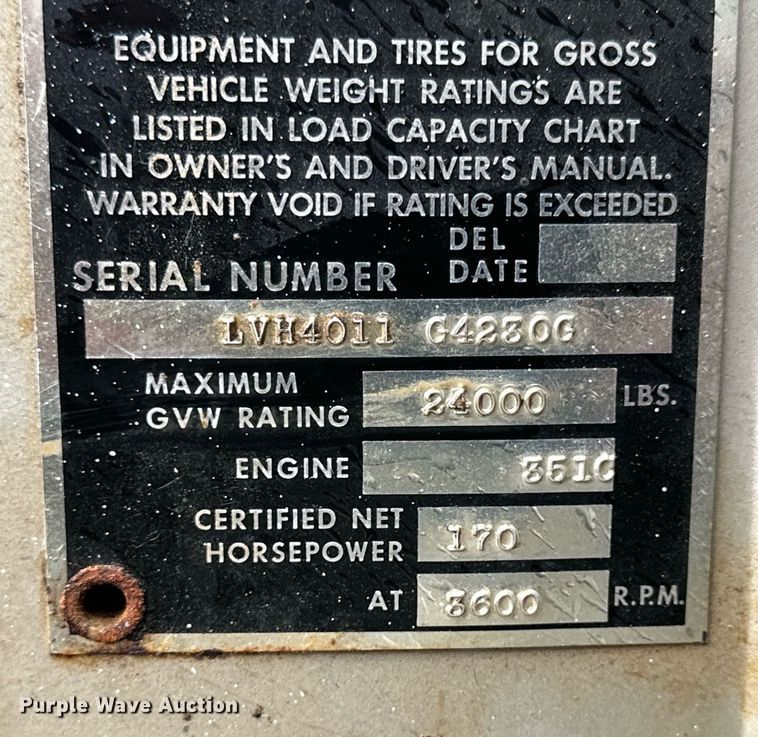 EQUIPMENT AND TIRES FOR GROSS
VEHICLE WEIGHT RATINGS ARE
LISTED IN LOAD CAPACITY CHART
IN OWNER'S AND DRIVER'S MANUAL.
WARRANTY VOID IF RATING IS EXCEEDED
DEL
DATE
SERIAL NUMBER
LVH4011 G4230G
MAXIMUM
GVW RATING 24000 LBS.
ENGINE 351C
CERTIFIED NET
HORSEPOWER 170
AT 3600 R.P.M.
Purple Wave Auction